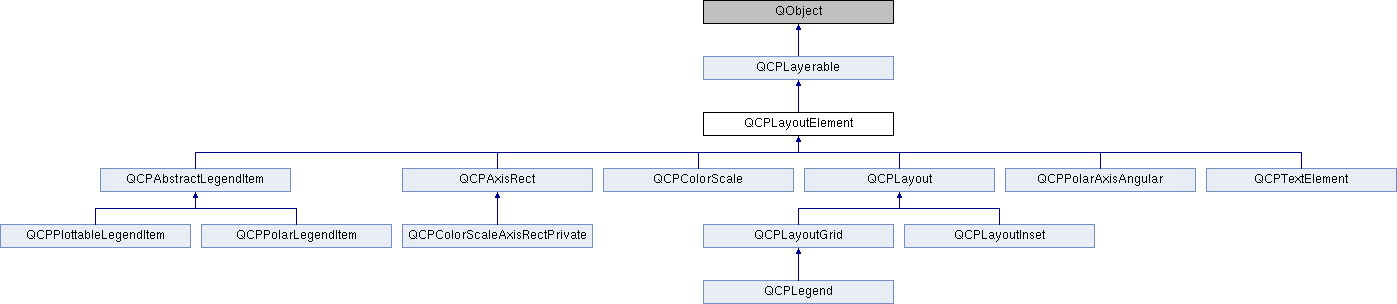 QObject
QCPLayerable
QCPLayoutElement
QCPAbstractLegendItem
QCPAxisRect
QCPColorScale
QCPLayout
QCPPolarAxisAngular
QCPTextElement
QCPPlottableLegendItem
QCPPolarLegendItem
QCPColorScaleAxisRectPrivate
QCPLayoutGrid
QCPLayoutInset
QCPLegend